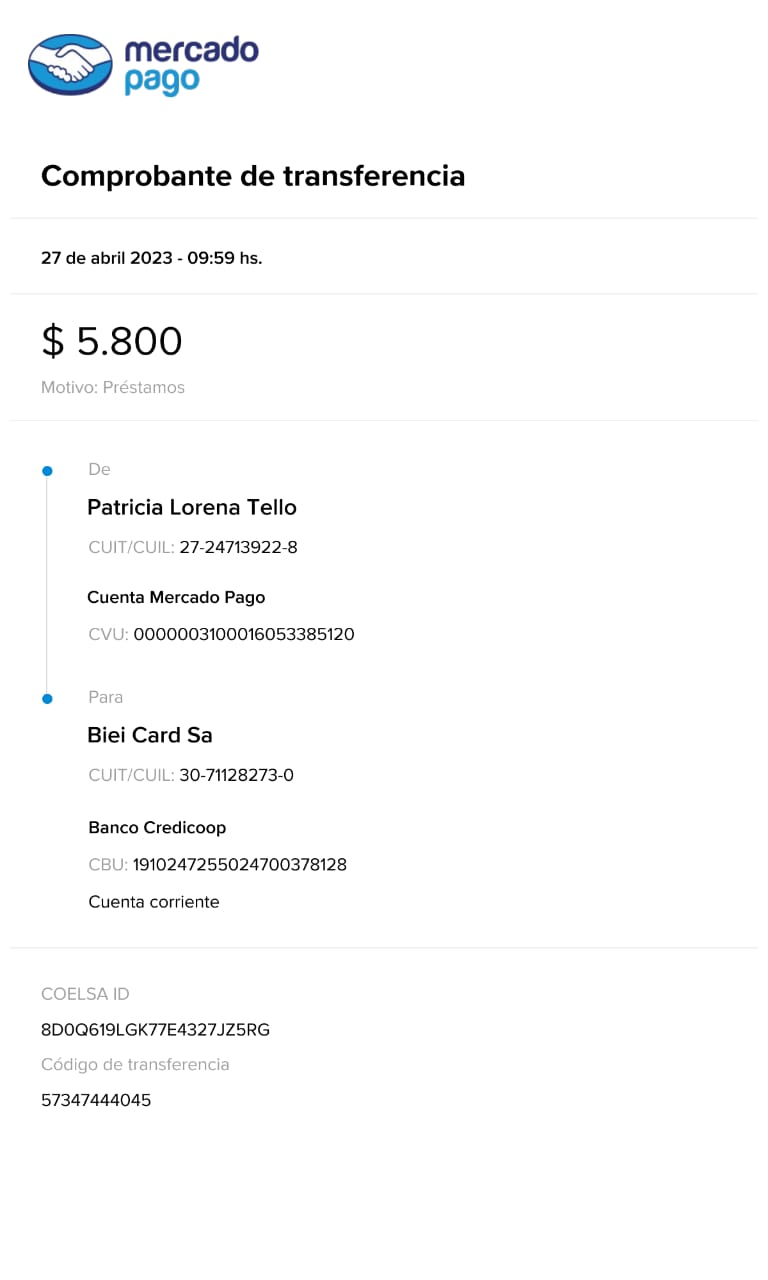 mercado
pago
Comprobante de transferencia
27 de abril 2023 - 09:59 hs.
$ 5.800
Motivo: Préstamos
De
Patricia Lorena Tello
CUIT/CUIL: 27-24713922-8
Cuenta Mercado Pago
CVU: 0000003100016053385120
Para
Biei Card Sa
CUIT/CUIL: 30-71128273-0
Banco Credicoop
CBU: 1910247255024700378128
Cuenta corriente
COELSA ID
8D0Q619LGK77E4327JZ5RG
Código de transferencia
57347444045